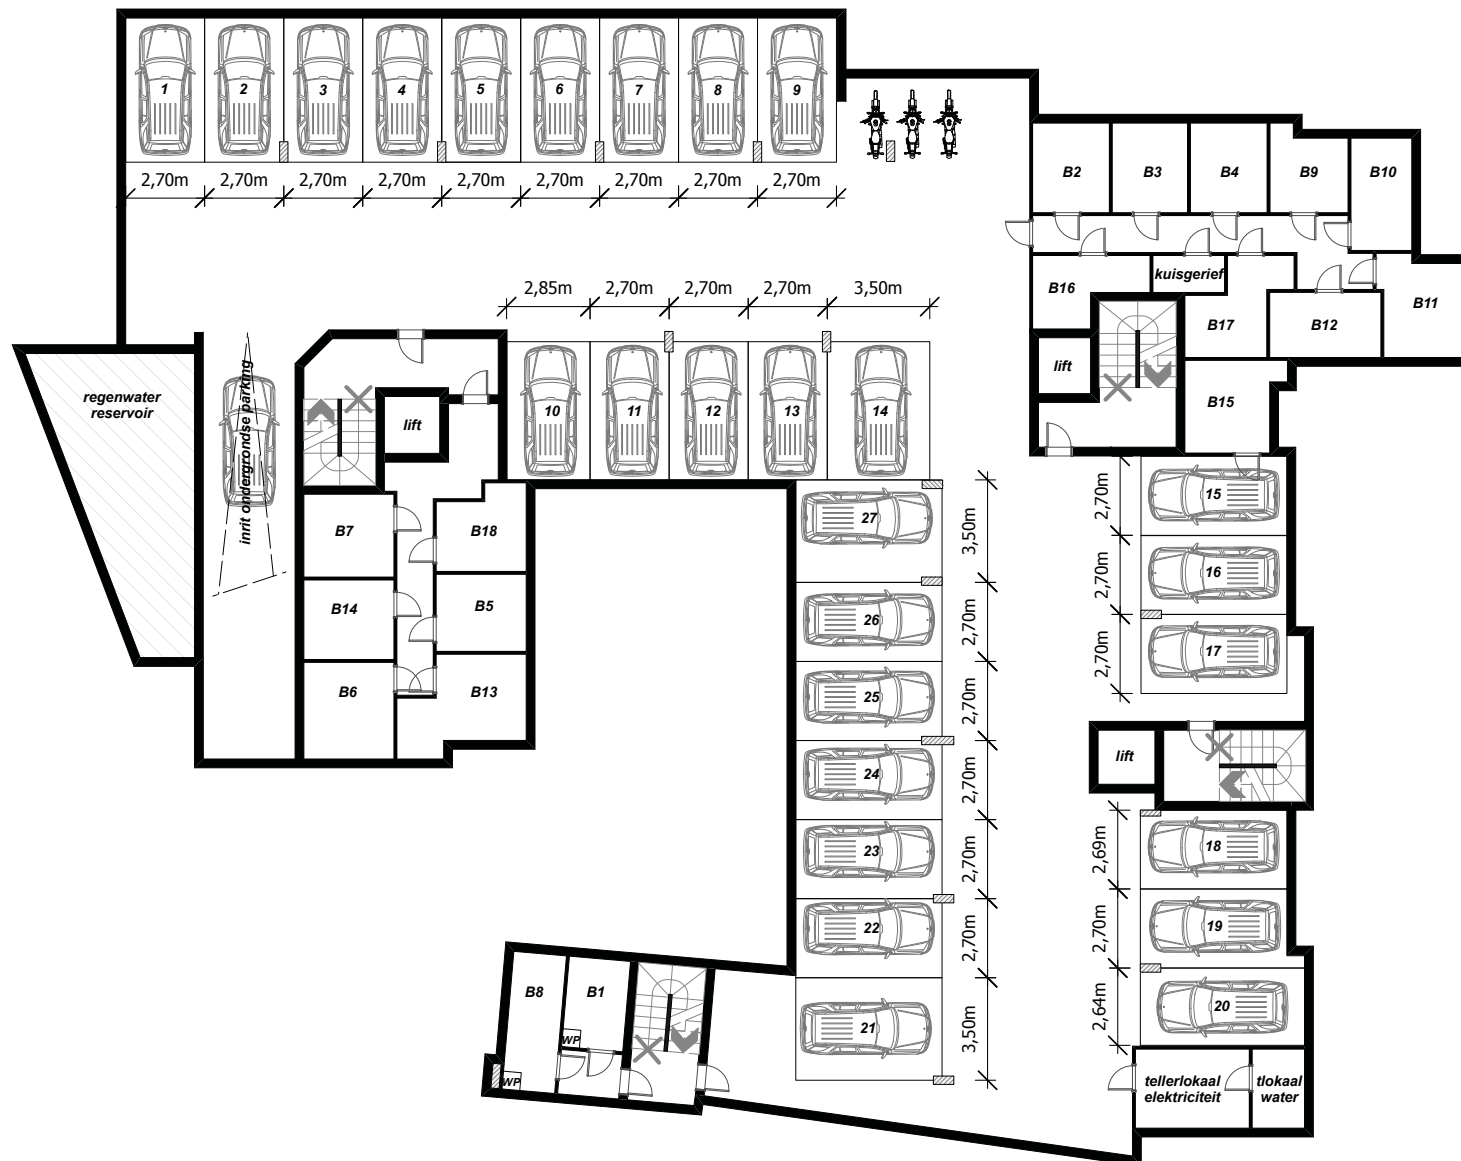 1 2 3 4 5 6 7 8 9
2,70m 2,70m 2,70m 2,70m 2,70m 2,70m 2,70m 2,70m 2,70m
B2 B3 B4 B9 B10
B16 kuisgerief B17 B12 B11
lift
B15
2,85m 2,70m 2,70m 2,70m 3,50m
10 11 12 13 14
regenwater
reservoir
inrit ondergrondse parking
lift
B7 B18
B14 B5
B6 B13
27
26
25
24
23
22
21
3,50m
2,70m
2,70m
2,70m
2,70m
2,70m
3,50m
2,70m
2,70m
2,70m
15
16
17
lift
2,69m
2,70m
2,64m
18
19
20
B8 B1
WP
WP
tellerlokaal
elektriciteit
tlokaal
water